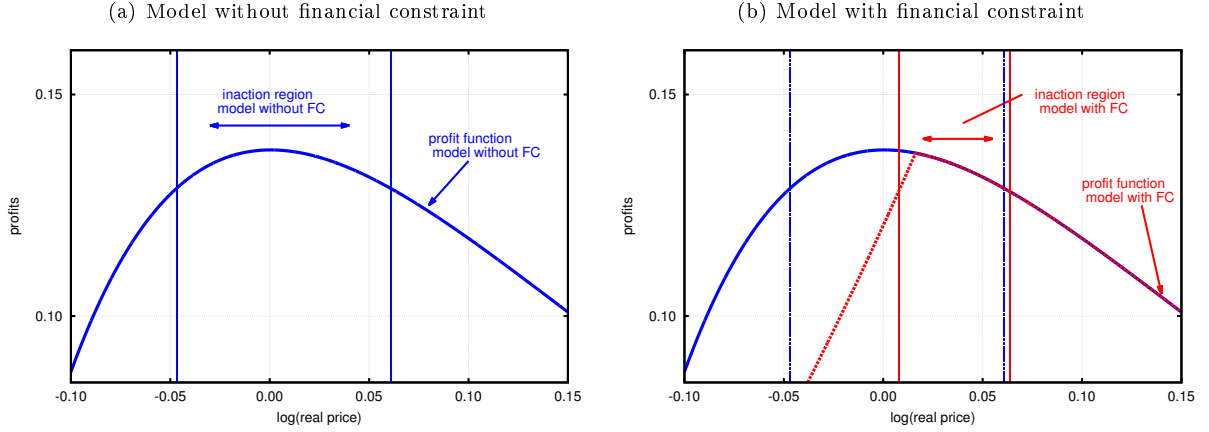 (a) Model without financial constraint
profits
0.15
0.10
inaction region
model without FC
profit function
model without FC
-0.10 -0.05 0.00 0.05 0.10 0.15
log(real price)
(b) Model with financial constraint
profits
0.15
0.10
inaction region
model with FC
profit function
model with FC
-0.10 -0.05 0.00 0.05 0.10 0.15
log(real price)